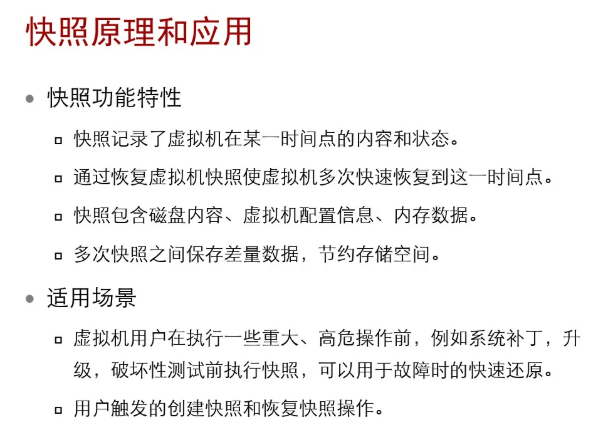 快照原理和应用
快照功能特性
快照记录了虚拟机在某一时间点的内容和状态。
通过恢复虚拟机快照使虚拟机多次快速恢复到这一时间点。
快照包含磁盘内容、虚拟机配置信息、内存数据。
多次快照之间保存差量数据，节约存储空间。
适用场景
虚拟机用户在执行一些重大、高危操作前，例如系统补丁，升
级，破坏性测试前执行快照，可以用于故障时的快速还原。
用户触发的创建快照和恢复快照操作。